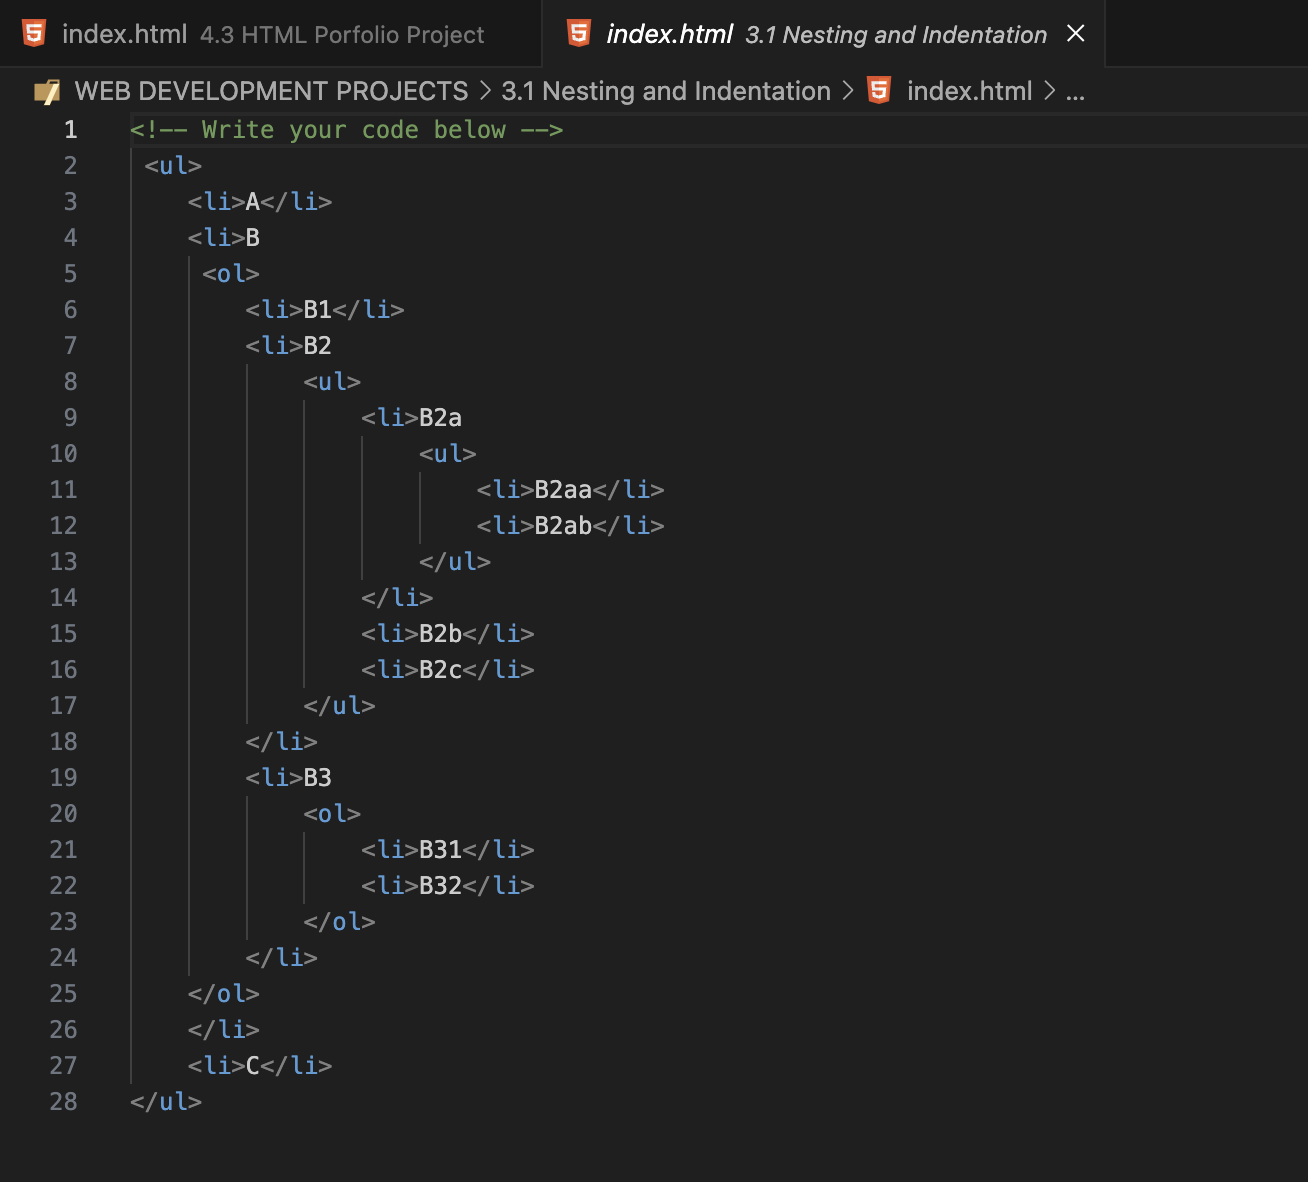 index.html 4.3 HTML Porfolio Project index.html 3.1 Nesting and Indentation
WEB DEVELOPMENT PROJECTS > 3.1 Nesting and Indentation > index.html > ...
1 <!-- Write your code below -->
2 <ul>
3 <li>A</li>
4 <li>B
5 <ol>
6 <li>B1</li>
7 <li>B2
8 <ul>
9 <li>B2a
10 <ul>
11 <li>B2aa</li>
12 <li>B2ab</li>
13 </ul>
14 </li>
15 <li>B2b</li>
16 <li>B2c</li>
17 </ul>
18 </li>
19 <li>B3
20 <ol>
21 <li>B31</li>
22 <li>B32</li>
23 </ol>
24 </li>
25 </ol>
26 </li>
27 <li>C</li>
28 </ul>